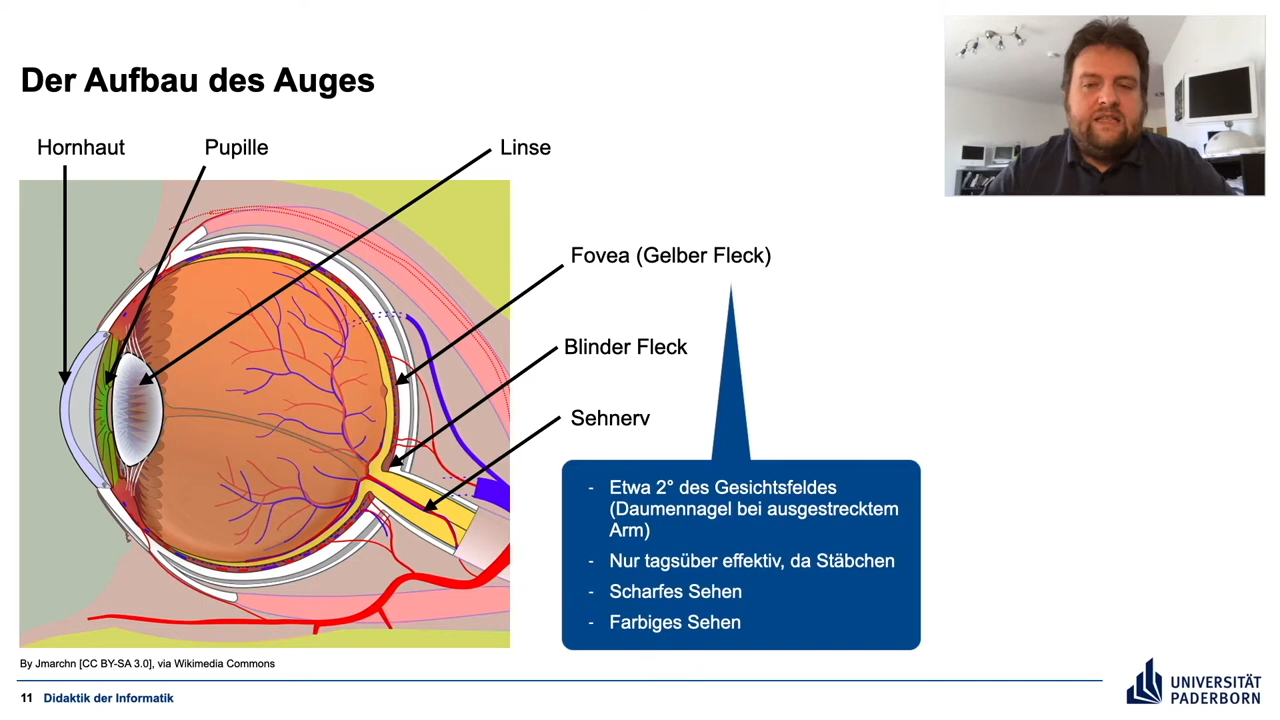 Der Aufbau des Auges
Hornhaut
Pupille
Linse
Fovea (Gelber Fleck)
Blinder Fleck
Sehnerv
- Etwa 2° des Gesichtsfeldes
(Daumennagel bei ausgestrecktem
Arm)
- Nur tagsüber effektiv, da Stäbchen
- Scharfes Sehen
- Farbiges Sehen
By Jmarchn [CC BY-SA 3.0], via Wikimedia Commons
11 Didaktik der Informatik
UNIVERSITÄT
PADERBORN